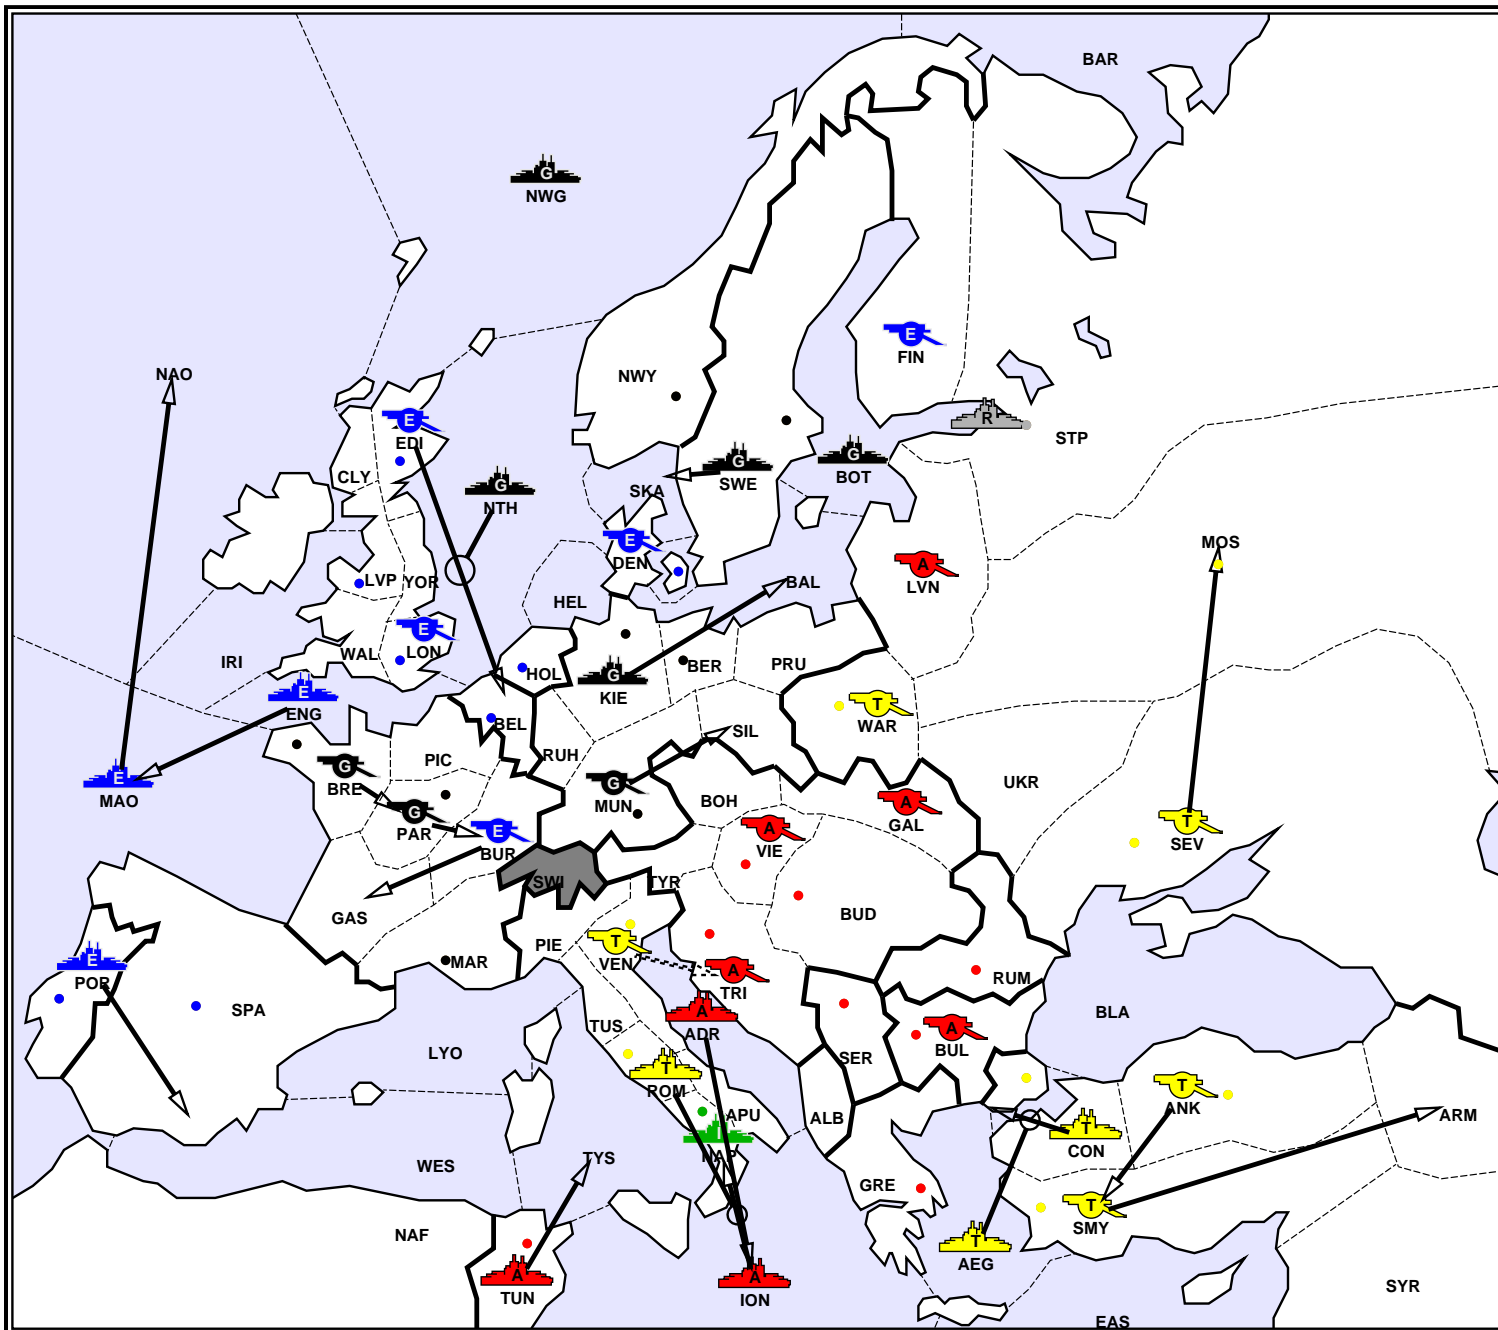 BAR
G
NWG
E
FIN
NAO
NWY
R
STP
E
EDI
CLY
G
SWE
G
BOT
SKA
G
NTH
MOS
E
DEN
A
LVN
LVP
YOR
BAL
HEL
E
LON
WAL
IRI
HOL
G
KIE
BER
PRU
E
ENG
T
WAR
BEL
SIL
RUH
PIC
G
BRE
E
MAO
G
MUN
BOH
UKR
A
GAL
G
PAR
E
BUR
A
VIE
T
SEV
SWI
TYR
GAS
BUD
T
VEN
PIE
E
POR
MAR
A
TRI
RUM
SPA
A
ADR
BLA
TUS
LYO
A
BUL
SER
T
ROM
APU
ALB
T
ANK
ARM
I
NAP
T
CON
TYS
WES
GRE
T
SMY
NAF
T
AEG
A
TUN
A
ION
SYR
EAS